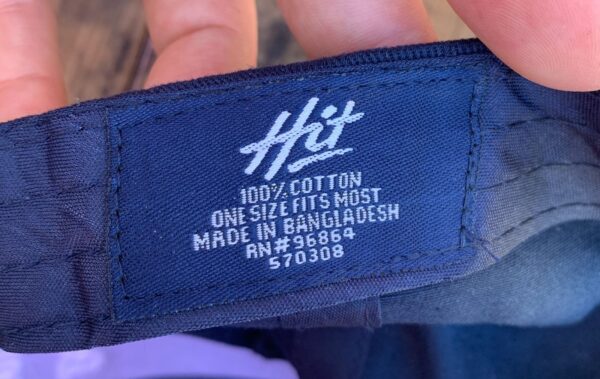 Hit
100% COTTON
ONE SIZE FITS MOST
MADE IN BANGLADESH
RN#96864
570308